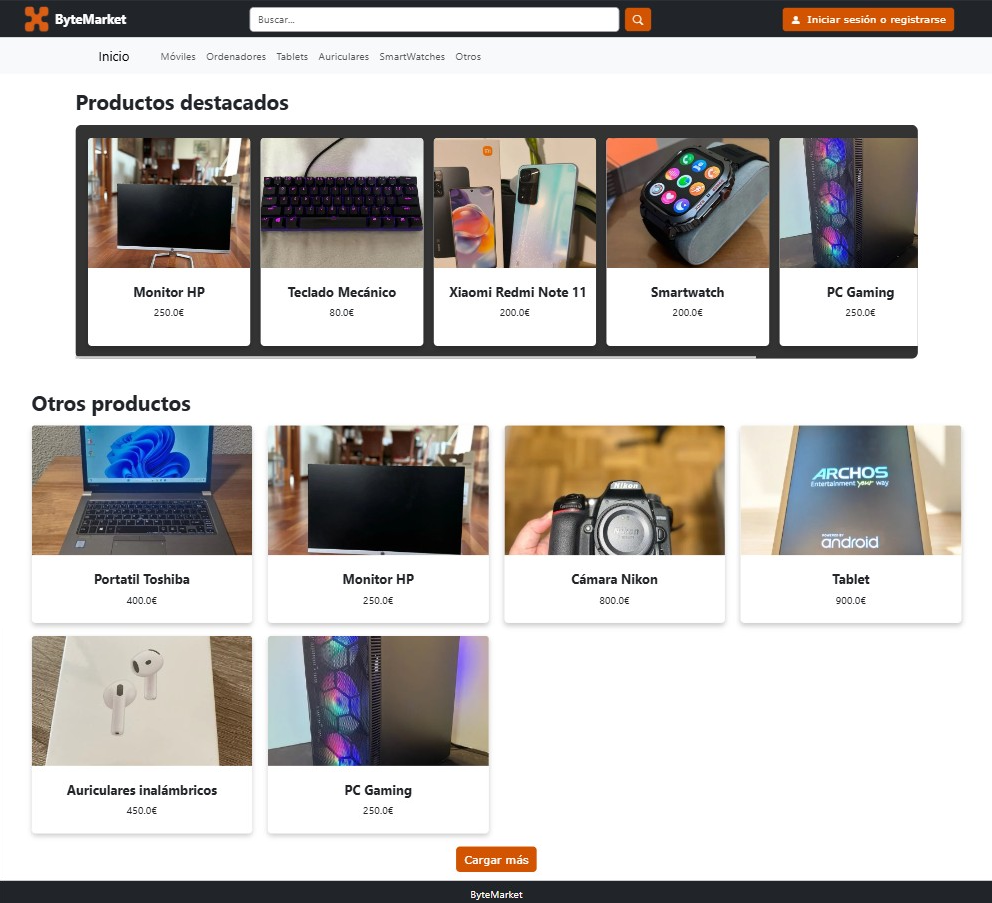 ByteMarket
Buscar...
Iniciar sesión o registrarse
Inicio
Móviles
Ordenadores
Tablets
Auriculares
SmartWatches
Otros
Productos destacados
Monitor HP
250.0€
Teclado Mecánico
80.0€
Xiaomi Redmi Note 11
200.0€
Smartwatch
200.0€
PC Gaming
250.0€
Otros productos
Portatil Toshiba
400.0€
Monitor HP
250.0€
Nikon
Cámara Nikon
800.0€
ARCHOS
Entertainment your way
POWERED BY
android
Tablet
900.0€
Auriculares inalámbricos
450.0€
PC Gaming
250.0€
Cargar más
ByteMarket